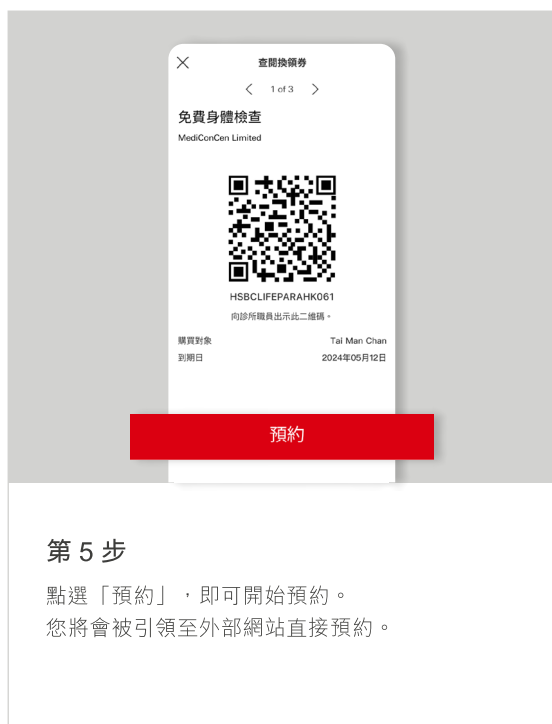 查閱換領券
1 of 3
免費身體檢查
MediConCen Limited
HSBCLIFEPARAHK061
向診所職員出示此二維碼。
購買對象 Tai Man Chan
到期日 2024年05月12日
預約
第 5 步
點選「預約」，即可開始預約。
您將會被引領至外部網站直接預約。